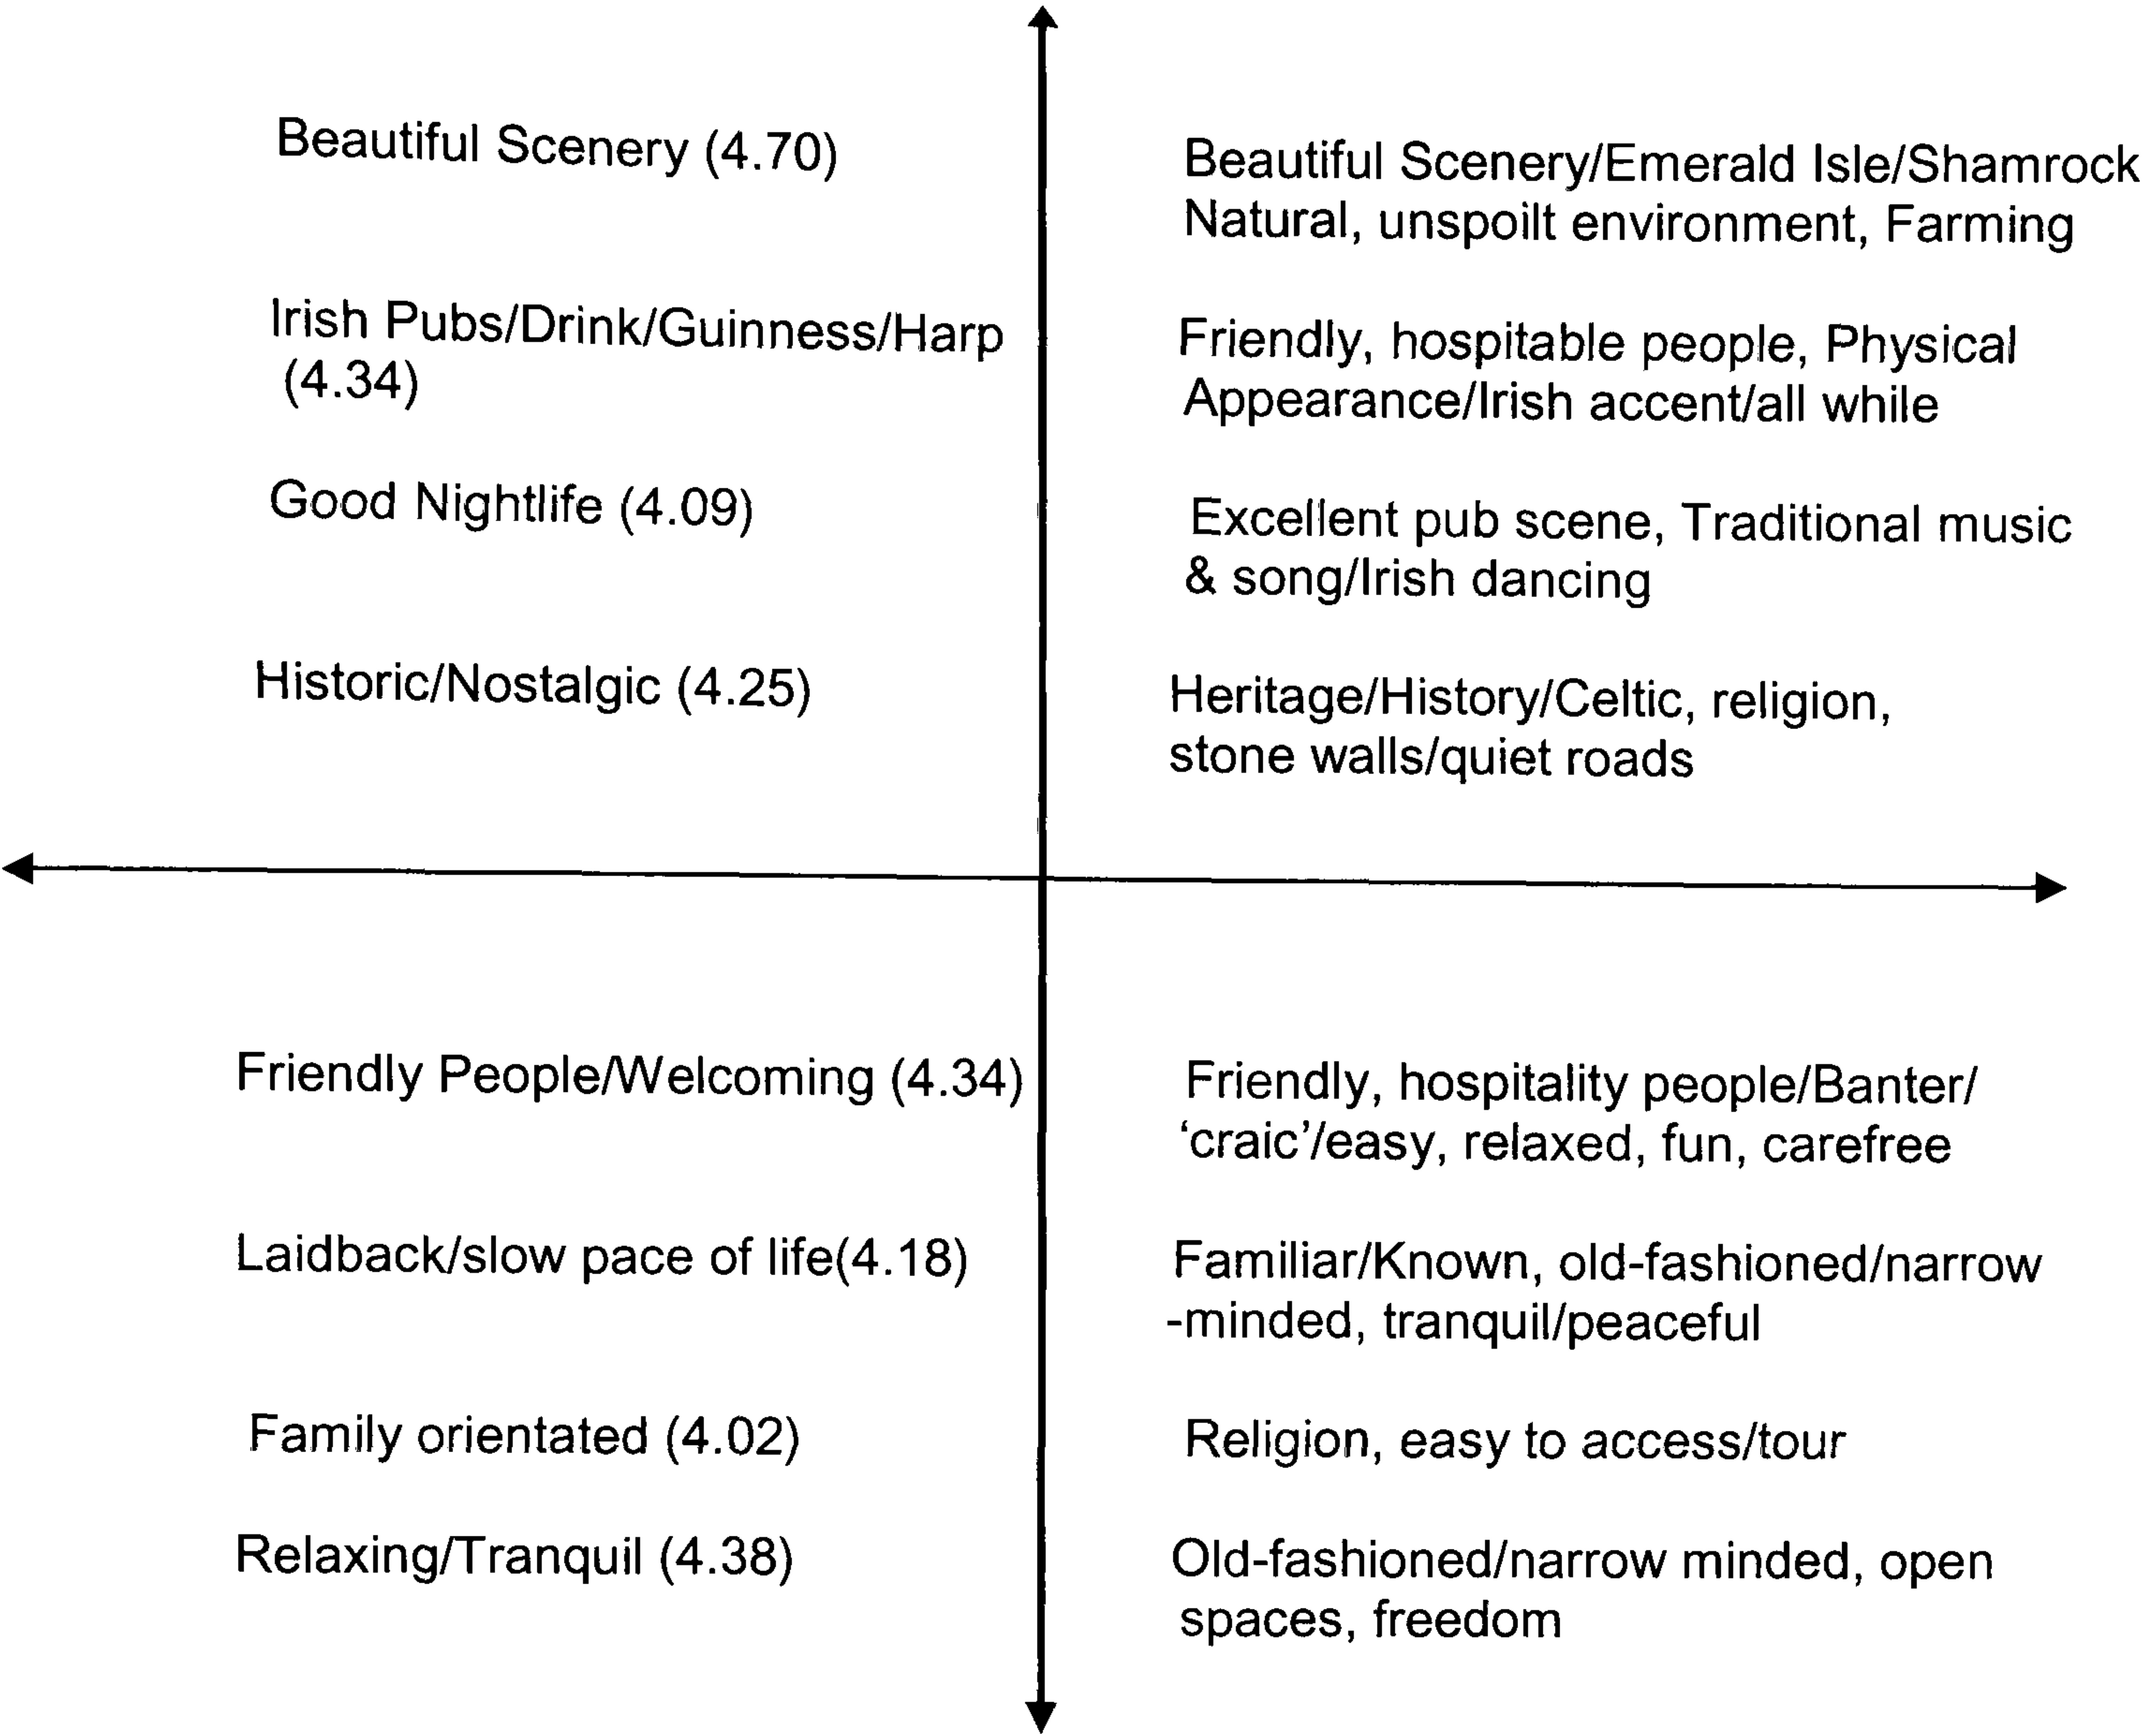 Beautiful Scenery (4.70)
Irish Pubs/Drink/Guinness/Harp
(4.34)
Good Nightlife (4.09)
Historic/Nostalgic (4.25)
Beautiful Scenery/Emerald Isle/Shamrock
Natural, unspoilt environment, Farming
Friendly, hospitable people, Physical
Appearance/Irish accent/all while
Excellent pub scene, Traditional music
& song/Irish dancing
Heritage/History/Celtic, religion,
stone walls/quiet roads
Friendly People/Welcoming (4.34)
Laidback/slow pace of life(4.18)
Family orientated (4.02)
Relaxing/Tranquil (4.38)
Friendly, hospitality people/Banter/
‘craic’/easy, relaxed, fun, carefree
Familiar/Known, old-fashioned/narrow
-minded, tranquil/peaceful
Religion, easy to access/tour
Old-fashioned/narrow minded, open
spaces, freedom